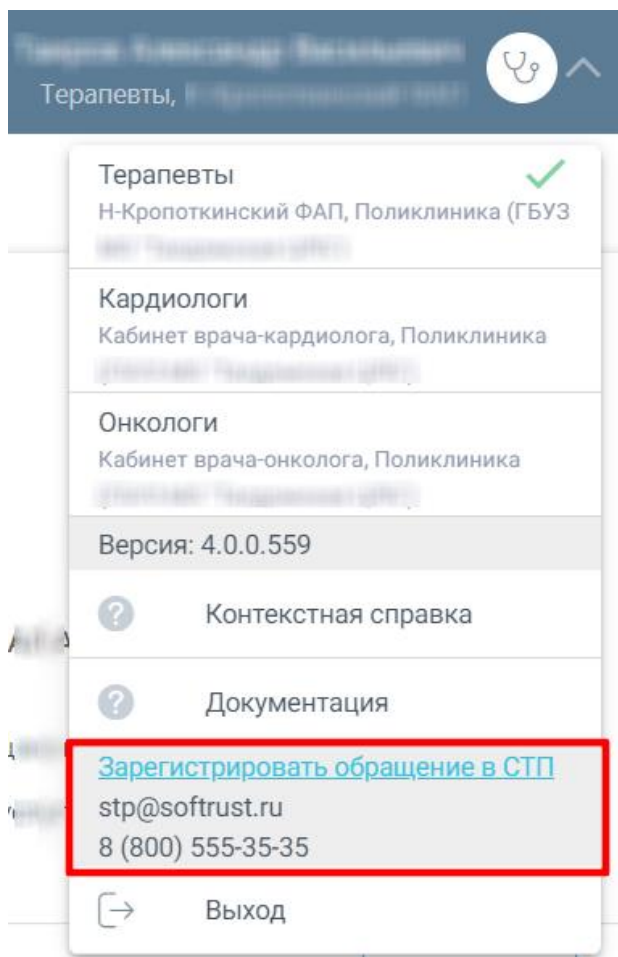 Терапевты,
Терапевты
Н-Кропоткинский ФАП, Поликлиника (ГБУЗ
Кардиологи
Кабинет врача-кардиолога, Поликлиника
Онкологи
Кабинет врача-онколога, Поликлиника
Версия: 4.0.0.559
Контекстная справка
Документация
Зарегистрировать обращение в СТП
stp@softrust.ru
8 (800) 555-35-35
Выход